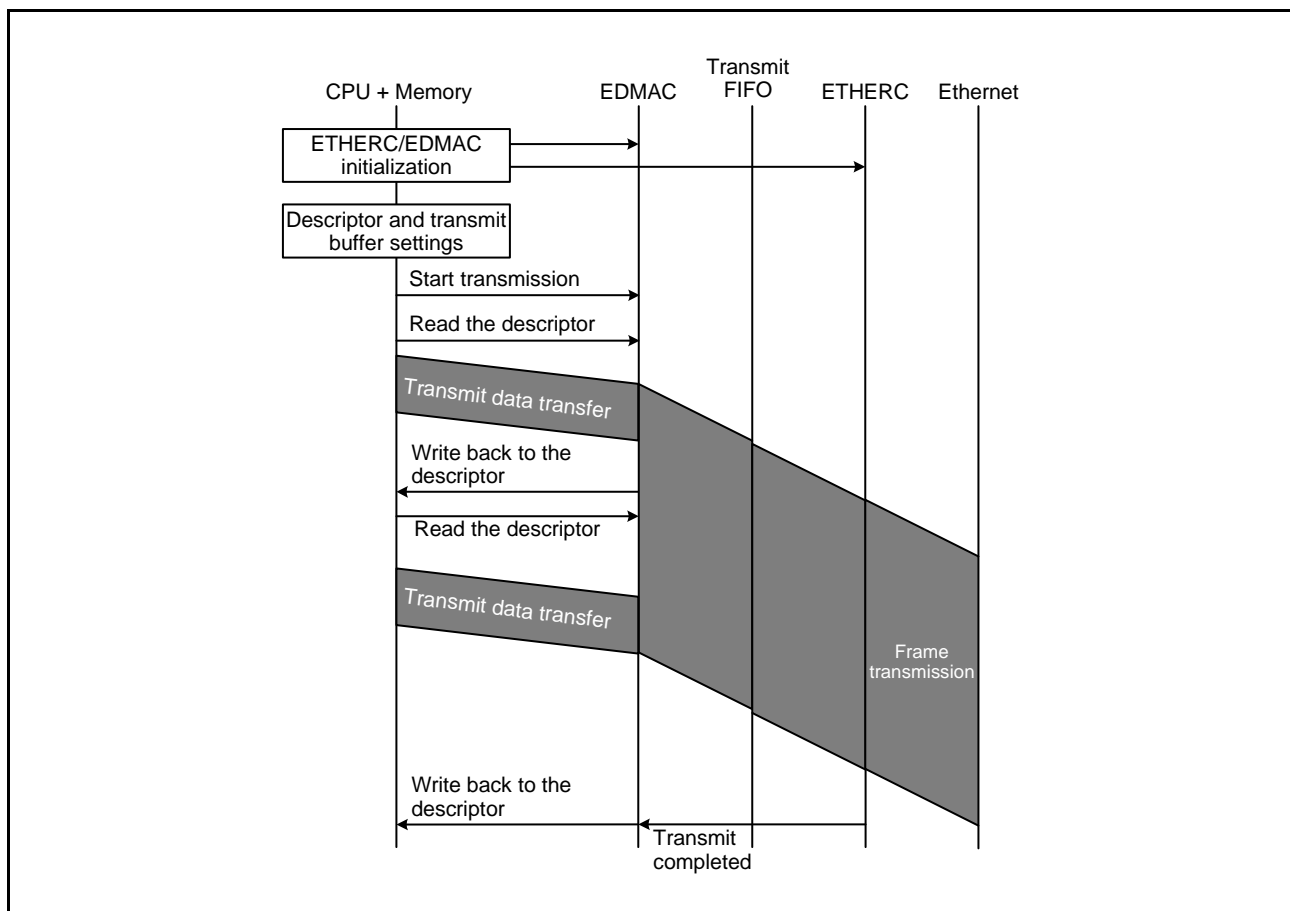 Transmit
FIFO
CPU + Memory
EDMAC
ETHERC
Ethernet
ETHERC/EDMAC
initialization
Descriptor and transmit
buffer settings
Start transmission
Read the descriptor
Transmit data transfer
Write back to the
descriptor
Read the descriptor
Transmit data transfer
Frame
transmission
Write back to the
descriptor
Transmit
completed